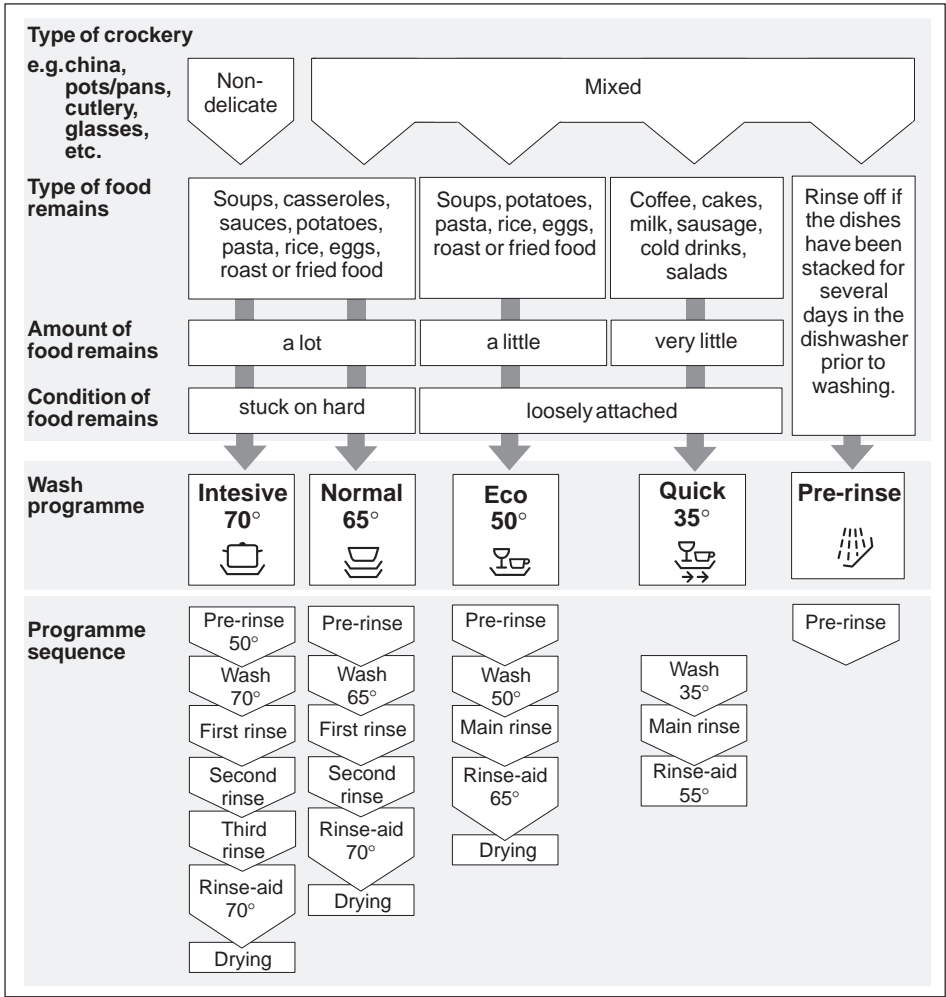 Type of crockery
e.g. china,
pots/pans,
cutlery,
glasses,
etc.
Non-
delicate
Mixed
Type of food
remains
Soups, casseroles,
sauces, potatoes,
pasta, rice, eggs,
roast or fried food
Soups, potatoes,
pasta, rice, eggs,
roast or fried food
Coffee, cakes,
milk, sausage,
cold drinks,
salads
Rinse off if
the dishes
have been
stacked for
several
days in the
dishwasher
prior to
washing.
Amount of
food remains
a lot
a little
very little
Condition of
food remains
stuck on hard
loosely attached
Wash
programme
Intesive
70°
Normal
65°
Eco
50°
Quick
35°
Pre-rinse
Programme
sequence
Pre-rinse
50°
Wash
70°
First rinse
Second
rinse
Third
rinse
Rinse-aid
70°
Drying
Pre-rinse
Wash
65°
First rinse
Second
rinse
Rinse-aid
70°
Drying
Pre-rinse
Wash
50°
Main rinse
Rinse-aid
65°
Drying
Wash
35°
Main rinse
Rinse-aid
55°
Pre-rinse